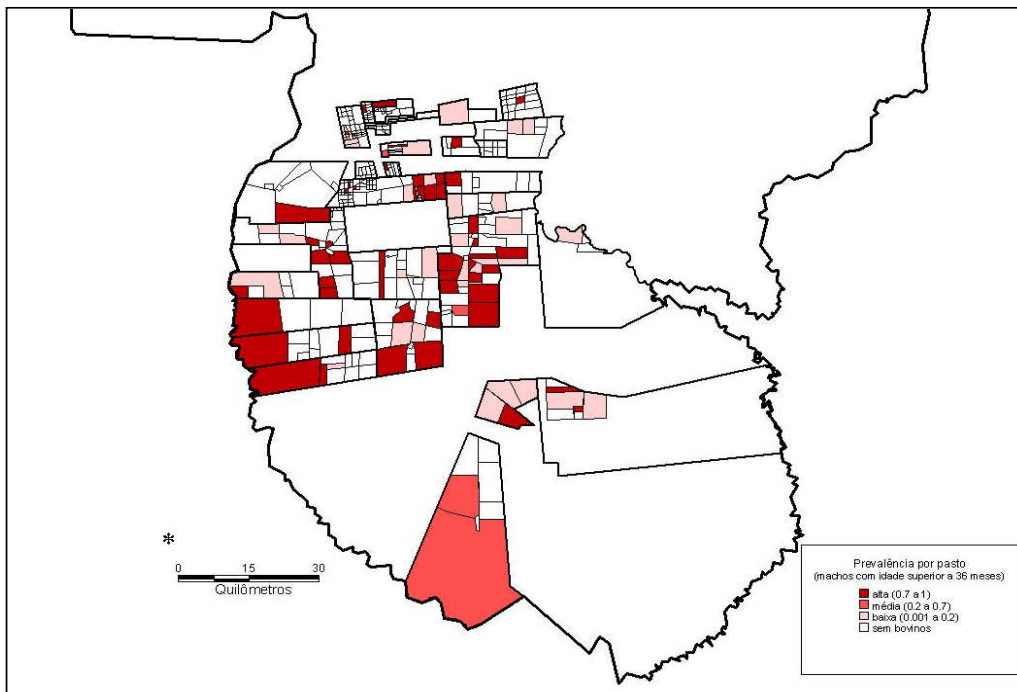 *
0 15 30
Quilômetros
Prevalência por pasto
(machos com idade superior a 36 meses)
alta (0.7 a 1)
média (0.2 a 0.7)
baixa (0.001 a 0.2)
sem bovinos